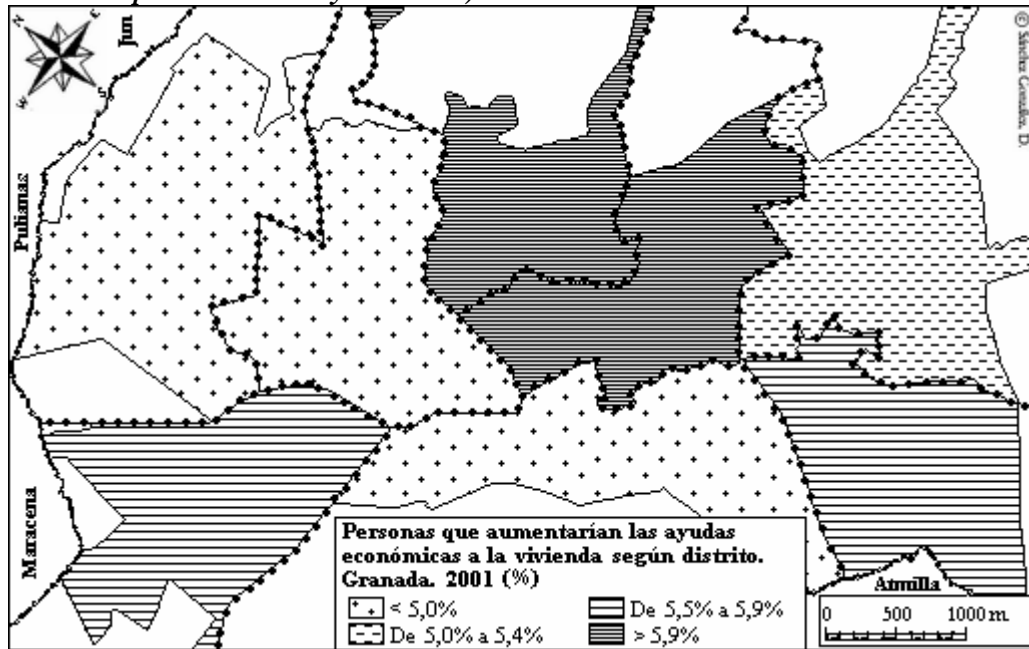 N
E
S
W
Jun
Pulianas
Maracena
© Sánchez González, D.
Personas que aumentarían las ayudas
económicas a la vivienda según distrito.
Granada. 2001 (%)
< 5,0%
De 5,5% a 5,9%
De 5,0% a 5,4%
> 5,9%
Armilla
0 500 1000 m.